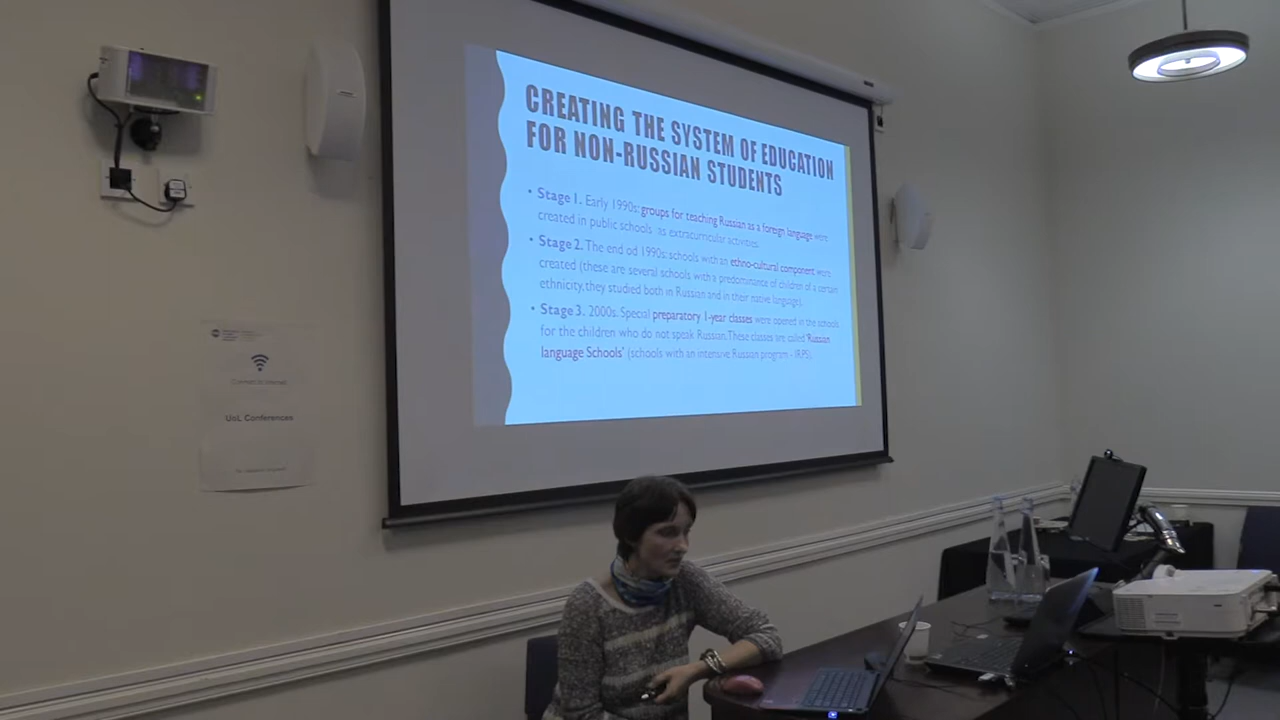 CREATING THE SYSTEM OF EDUCATION
FOR NON-RUSSIAN STUDENTS
• Stage 1. Early 1990s: groups for teaching Russian as a foreign language were
created in public schools as extracurricular activities.
• Stage 2. The end od 1990s: schools with an ethno-cultural component were
created (these are several schools with a predominance of children of a certain
ethnicity, they studied both in Russian and in their native language).
• Stage 3. 2000s. Special preparatory 1-year classes were opened in the schools
for the children who do not speak Russian. These classes are called 'Russian
language Schools' (schools with an intensive Russian program - IRPS)
UoL Conferences